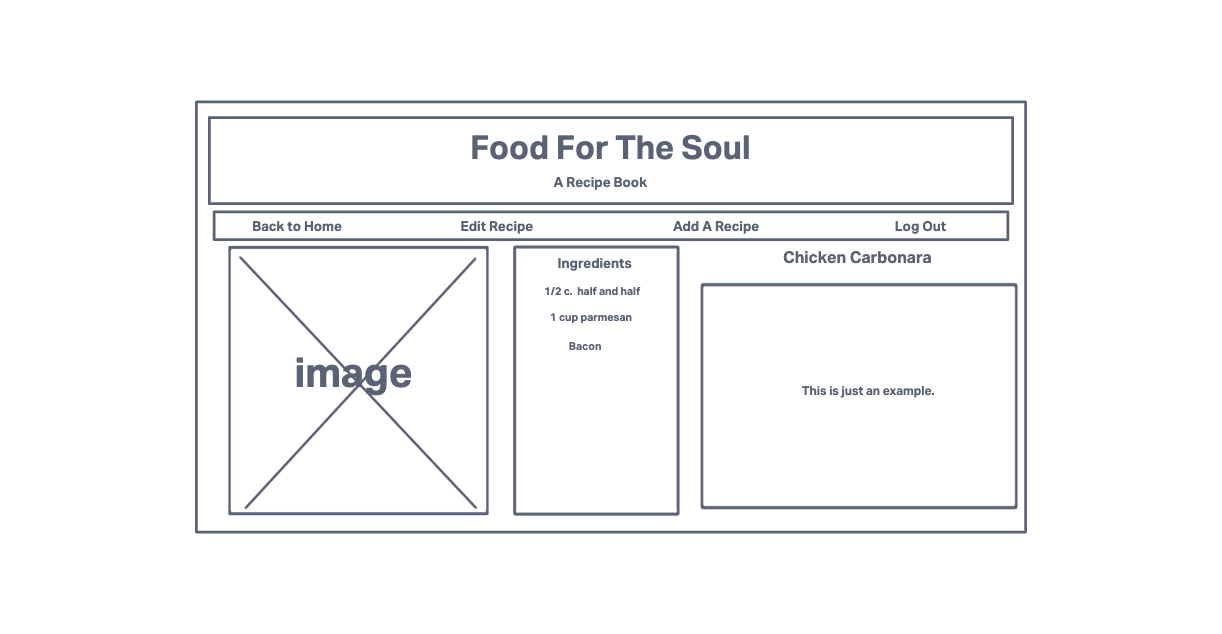 Food For The Soul
A Recipe Book
Back to Home Edit Recipe Add A Recipe Log Out
image
Ingredients
1/2 c. half and half
1 cup parmesan
Bacon
Chicken Carbonara
This is just an example.